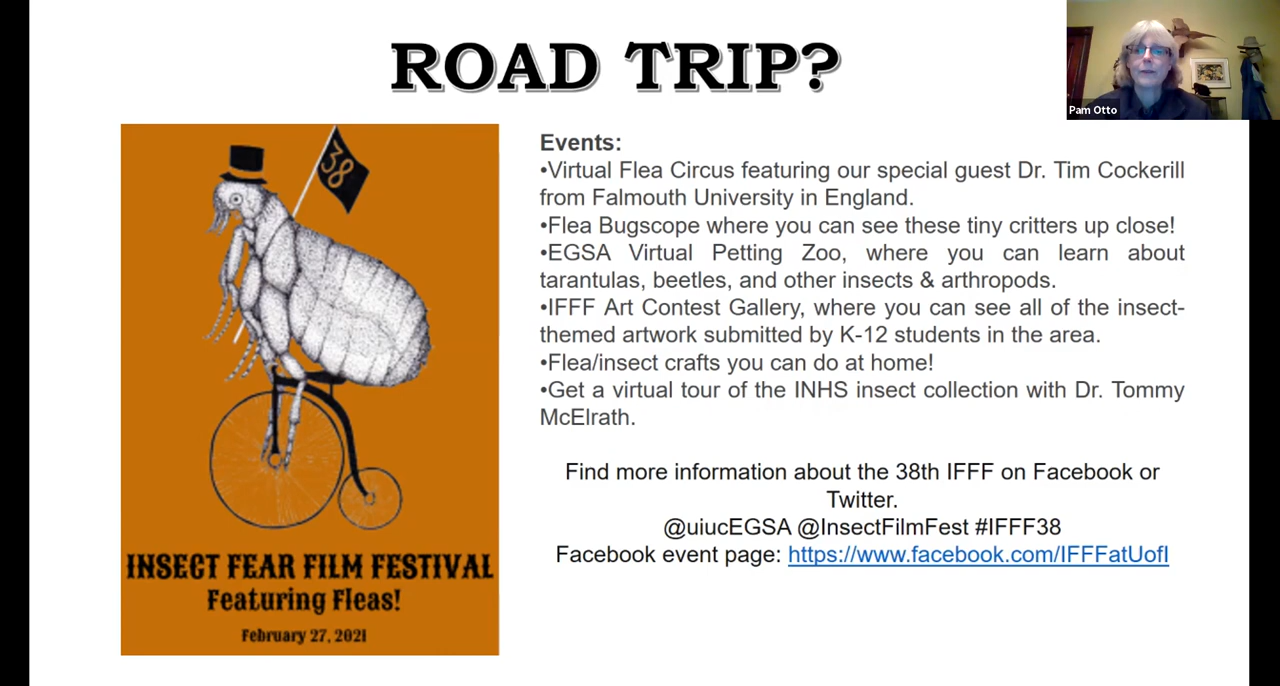 ROAD TRIP?
Pam Otto
38
INSECT FEAR FILM FESTIVAL
Featuring Fleas!
February 27, 2021
Events:
•Virtual Flea Circus featuring our special guest Dr. Tim Cockerill
from Falmouth University in England.
•Flea Bugscope where you can see these tiny critters up close!
•EGSA Virtual Petting Zoo, where you can learn about
tarantulas, beetles, and other insects & arthropods.
•IFFF Art Contest Gallery, where you can see all of the insect-
themed artwork submitted by K-12 students in the area.
•Flea/insect crafts you can do at home!
•Get a virtual tour of the INHS insect collection with Dr. Tommy
McElrath.
Find more information about the 38th IFFF on Facebook or
Twitter.
@uiucEGSA @InsectFilmFest #IFFF38
Facebook event page: https://www.facebook.com/IFFFatUofI